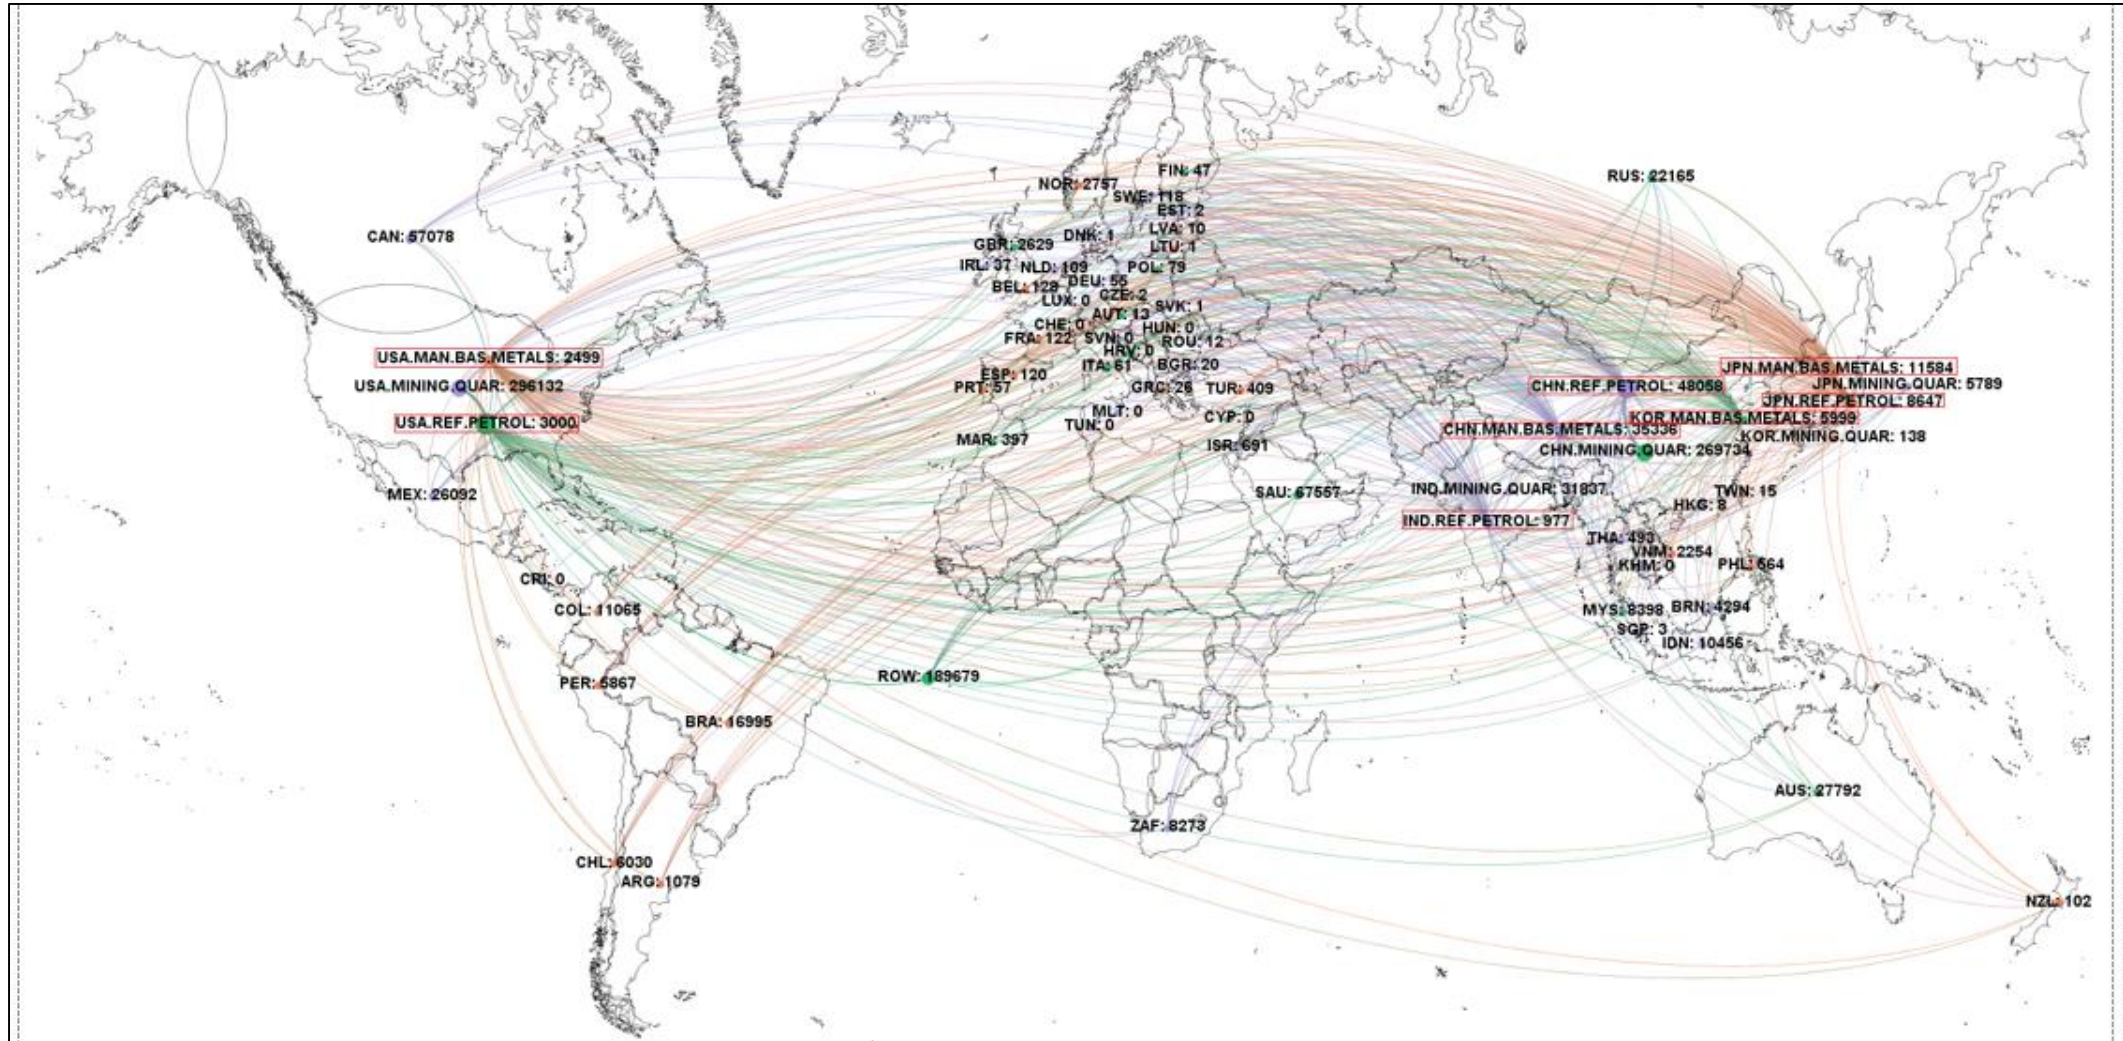 FIN: 47
RUS: 22165
NOR: 2757
SWE: 118
EST: 2
LVA: 10
CAN: 57078
DNK: 1
GBR: 2629
LTU: 1
IRL: 37
NLD: 109
POL: 79
DEU: 55
BEL: 128
CZE: 2
LUX: 0
SVK: 1
AUT: 13
CHE: 0
HUN: 0
FRA: 122
SVN: 0
ROU: 12
HRV: 0
USA.MAN.BAS.METALS: 2499
ITA: 61
BGR: 20
JPN.MAN.BAS.METALS: 11584
ESP: 120
USA.MINING.QUAR: 296132
PRT: 57
GRC: 26
TUR: 409
CHN.REF.PETROL: 48058
JPN.MINING.QUAR: 5789
JPN.REF.PETROL: 8647
MLT: 0
CYP: 0
KOR.MAN.BAS.METALS: 5999
USA.REF.PETROL: 3000
TUN: 0
CHN.MAN.BAS.METALS: 35336
MAR: 397
ISR: 691
KOR.MINING.QUAR: 138
CHN.MINING.QUAR: 269734
MEX: 26092
SAU: 67557
IND.MINING.QUAR: 31837
TWN: 15
HKG: 8
IND.REF.PETROL: 977
THA: 493
VNM: 2254
KHM: 0
PHL: 564
CRI: 0
COL: 11065
MYS: 8398
BRN: 4294
SGP: 3
IDN: 10456
ROW: 189679
PER: 5867
BRA: 16995
AUS: 27792
ZAF: 8273
CHL: 6030
ARG: 1079
NZL: 102